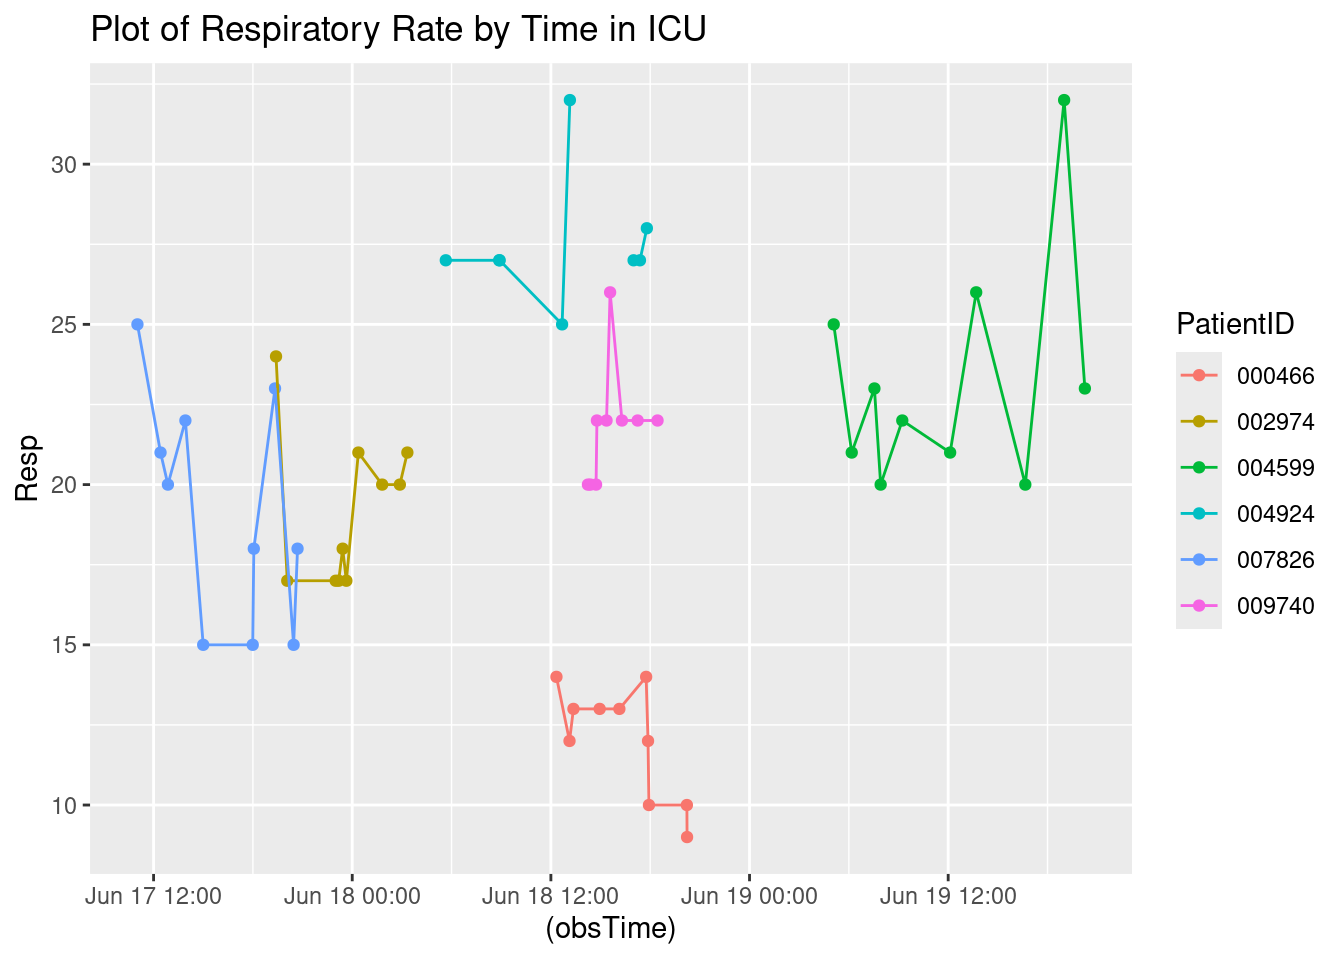 Plot of Respiratory Rate by Time in ICU
Resp
30
25
20
15
10
Jun 17 12:00
Jun 18 00:00
Jun 18 12:00
Jun 19 00:00
Jun 19 12:00
(obsTime)
PatientID
000466
002974
004599
004924
007826
009740